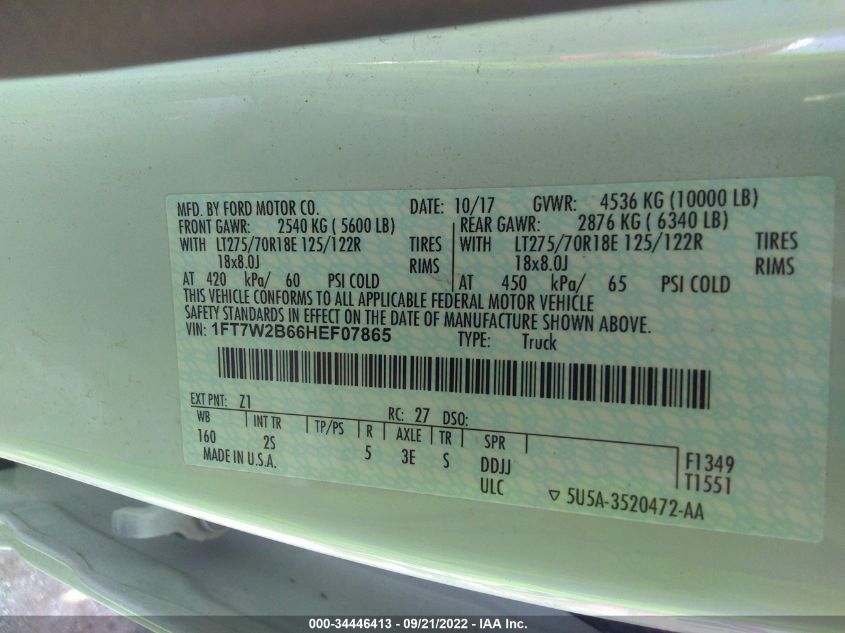 MFD. BY FORD MOTOR CO. DATE: 10/17 GVWR: 4536 KG (10000 LB)
FRONT GAWR: 2540 KG ( 5600 LB) REAR GAWR: 2876 KG ( 6340 LB)
WITH LT275/70R18E 125/122R TIRES WITH LT275/70R18E 125/122R TIRES
18x8.0J RIMS 18x8.0J RIMS
AT 420 kPa/ 60 PSI COLD AT 450 kPa/ 65 PSI COLD
THIS VEHICLE CONFORMS TO ALL APPLICABLE FEDERAL MOTOR VEHICLE
SAFETY STANDARDS IN EFFECT ON THE DATE OF MANUFACTURE SHOWN ABOVE.
VIN: 1FT7W2B66HEF07865 TYPE: Truck
EXT PNT: Z1 RC: 27 DSO:
WB INT TR TP/PS R AXLE TR SPR
160 2S 5 3E S DDJJ F1349
MADE IN U.S.A. ULC T1551
▽ 5U5A-3520472-AA
000-34446413 - 09/21/2022 - IAA Inc.